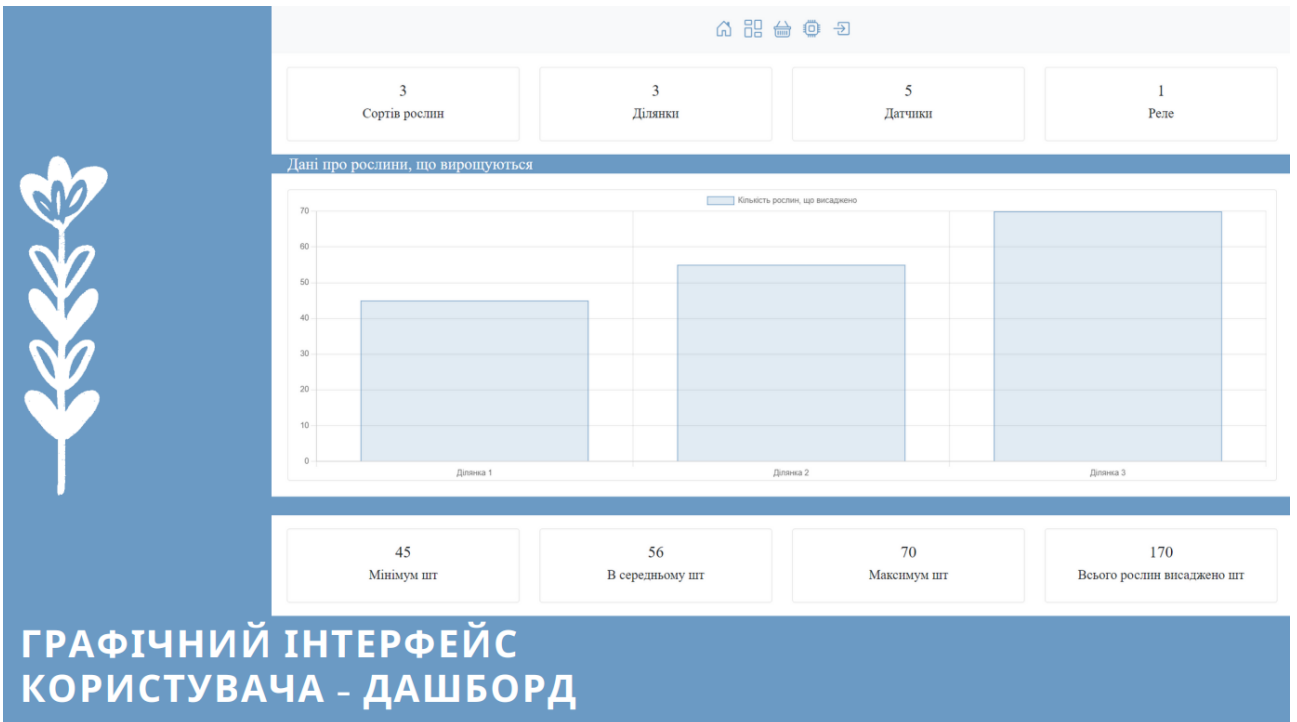 3
Сортів рослин
3
Ділянки
5
Датчики
1
Реле
Дані про рослини, що вирощуються
Кількість рослин, що висаджено
70
60
50
40
30
20
10
0
Ділянка 1
Ділянка 2
Ділянка 3
45
Мінімум шт
56
В середньому шт
70
Максимум шт
170
Всього рослин висаджено шт
ГРАФІЧНИЙ ІНТЕРФЕЙС
КОРИСТУВАЧА – ДАШБОРД